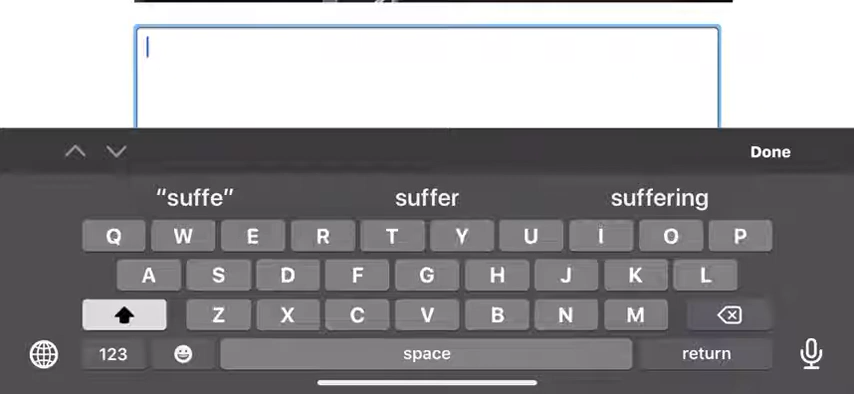 Done
“suffe” suffer suffering
Q W E R T Y U I O P
A S D F G H J K L
Z X C V B N M
123 space return